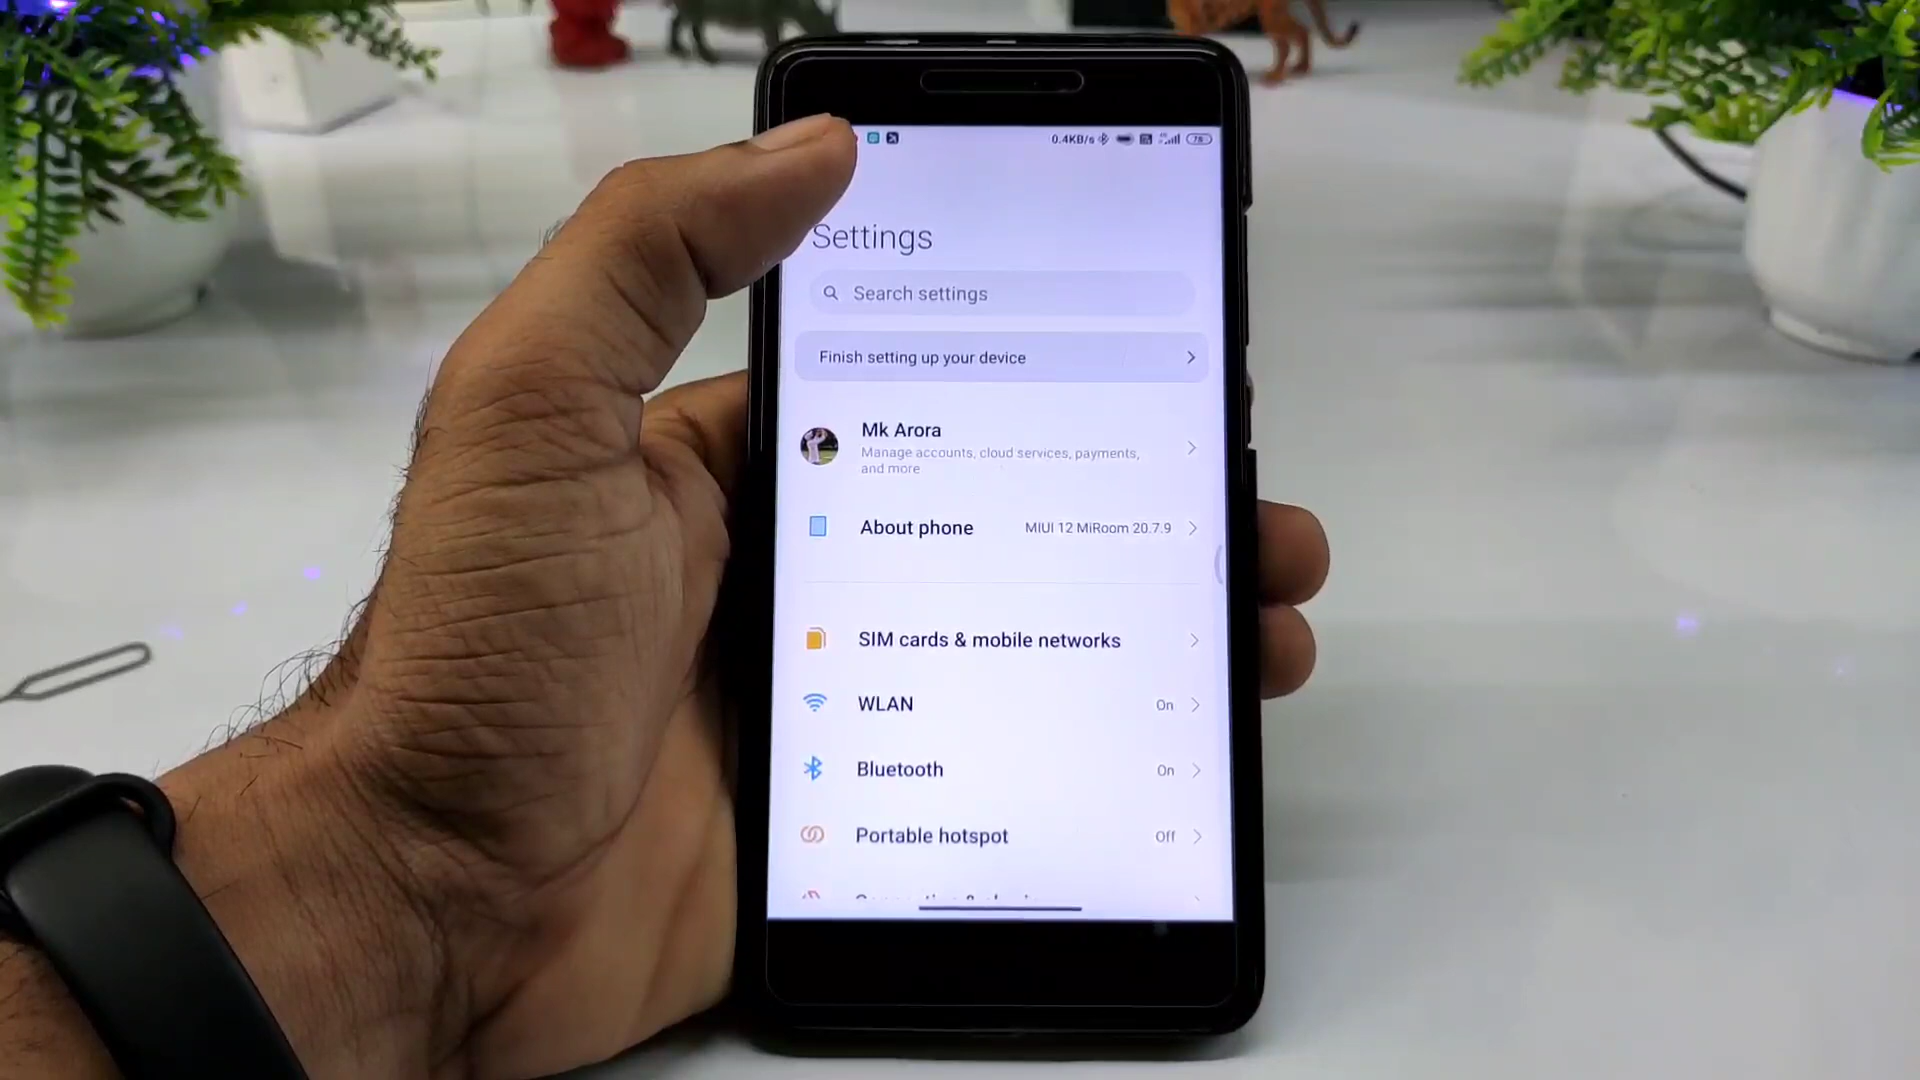 0.4KB/s
78
Settings
Search settings
Finish setting up your device
Mk Arora
Manage accounts, cloud services, payments,
and more
About phone MIUI 12 MiRoom 20.7.9
SIM cards & mobile networks
WLAN On
Bluetooth On
Portable hotspot Off